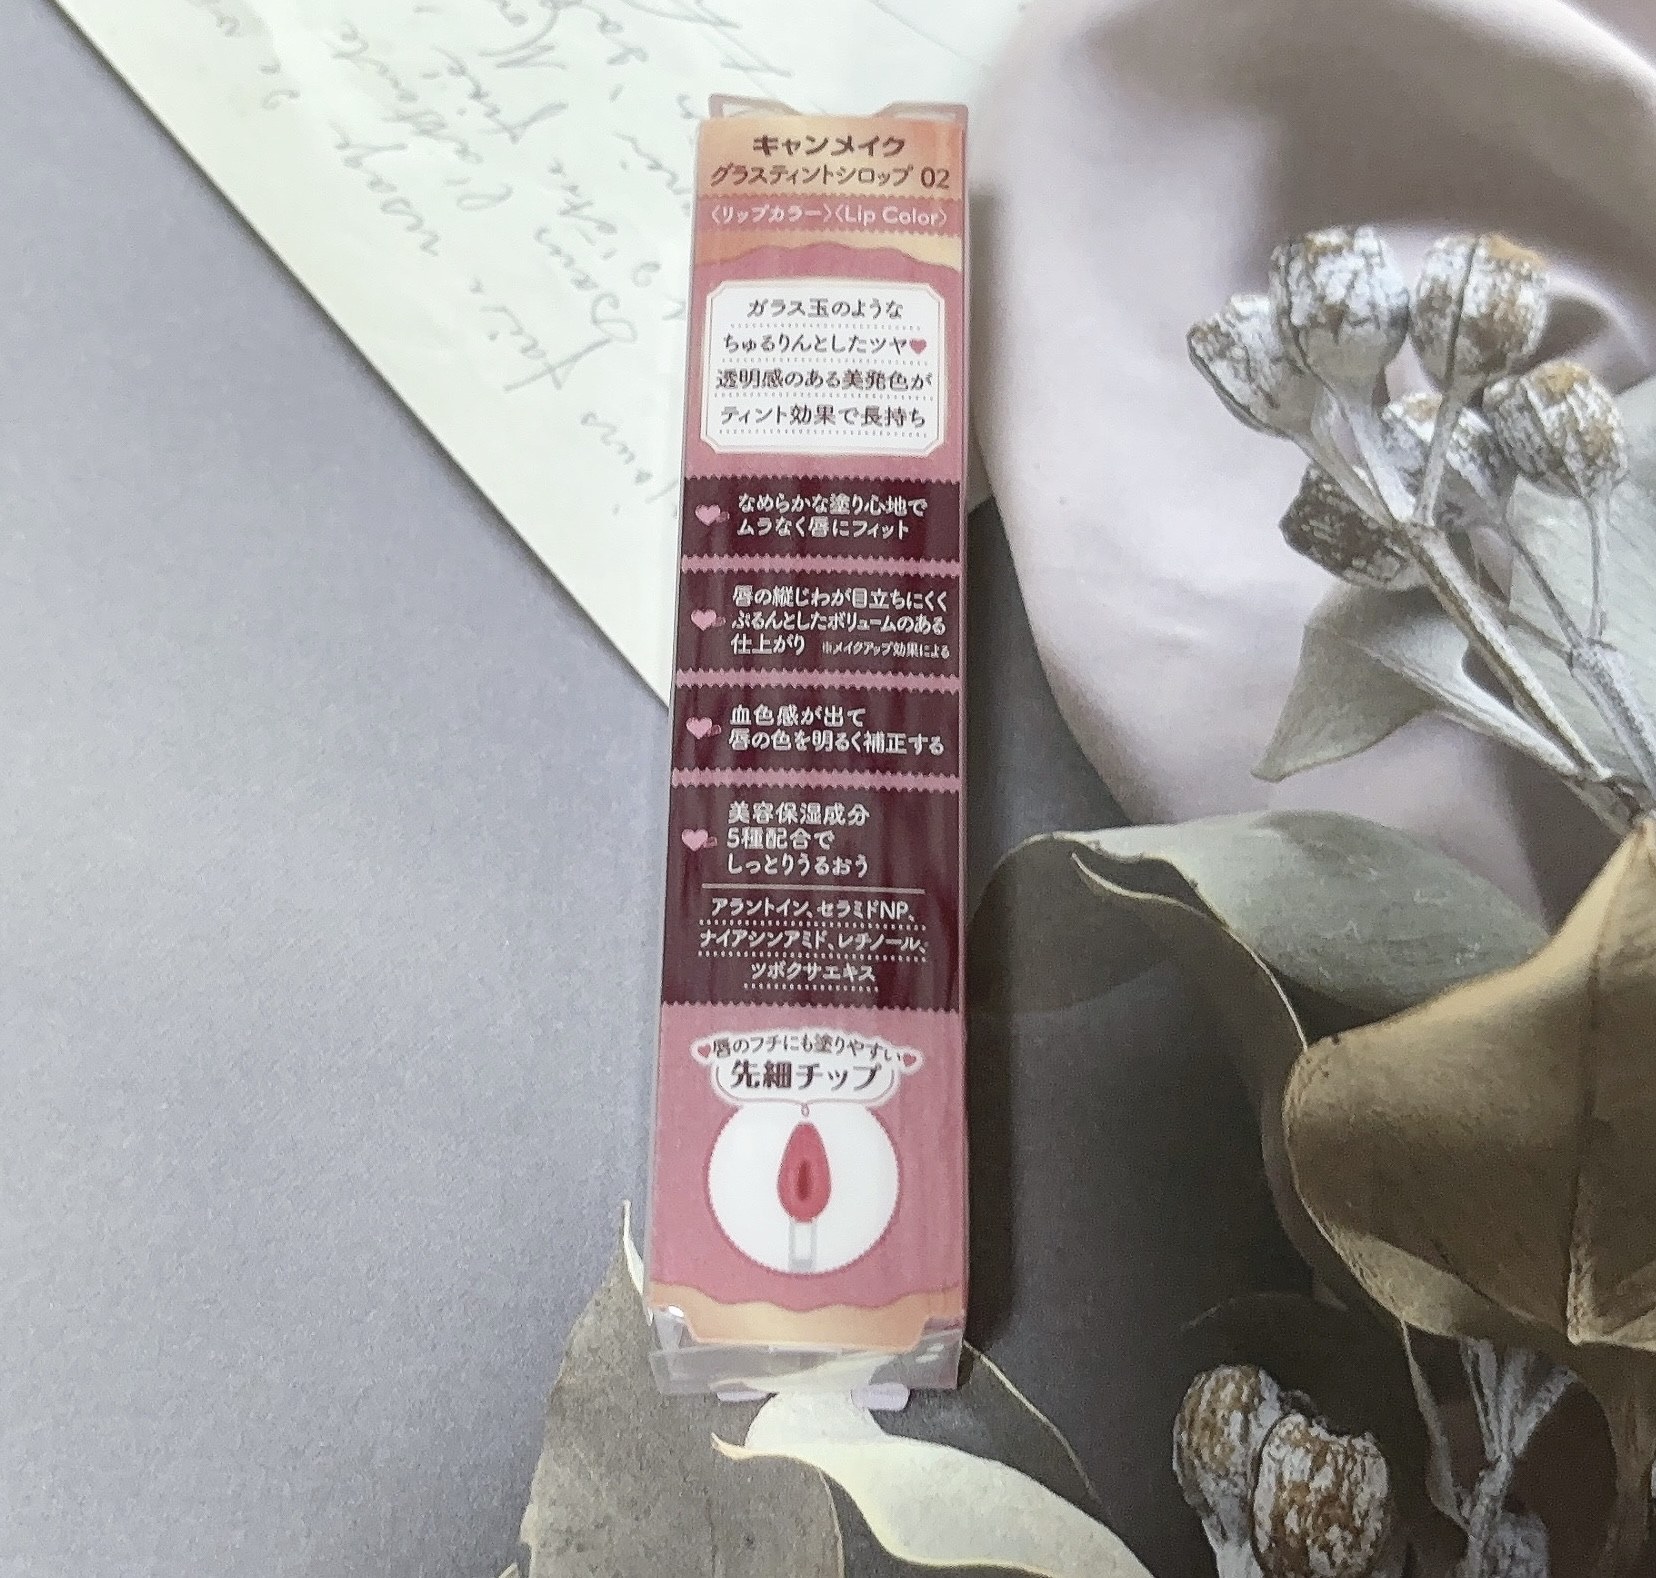 キャンメイク
グラスティントシロップ 02
〈リップカラー〉〈Lip Color〉
ガラス玉のような
ちゅるりんとしたツヤ♥
透明感のある美発色が
ティント効果で長持ち
なめらかな塗り心地で
ムラなく唇にフィット
唇の縦じわが目立ちにくく
ぷるんとしたボリュームのある
仕上がり ※メイクアップ効果による
血色感が出て
唇の色を明るく補正する
美容保湿成分
5種配合で
しっとりうるおう
アラントイン、セラミドNP、
ナイアシンアミド、レチノール、
ツボクサエキス
唇のフチにも塗りやすい
先細チップ